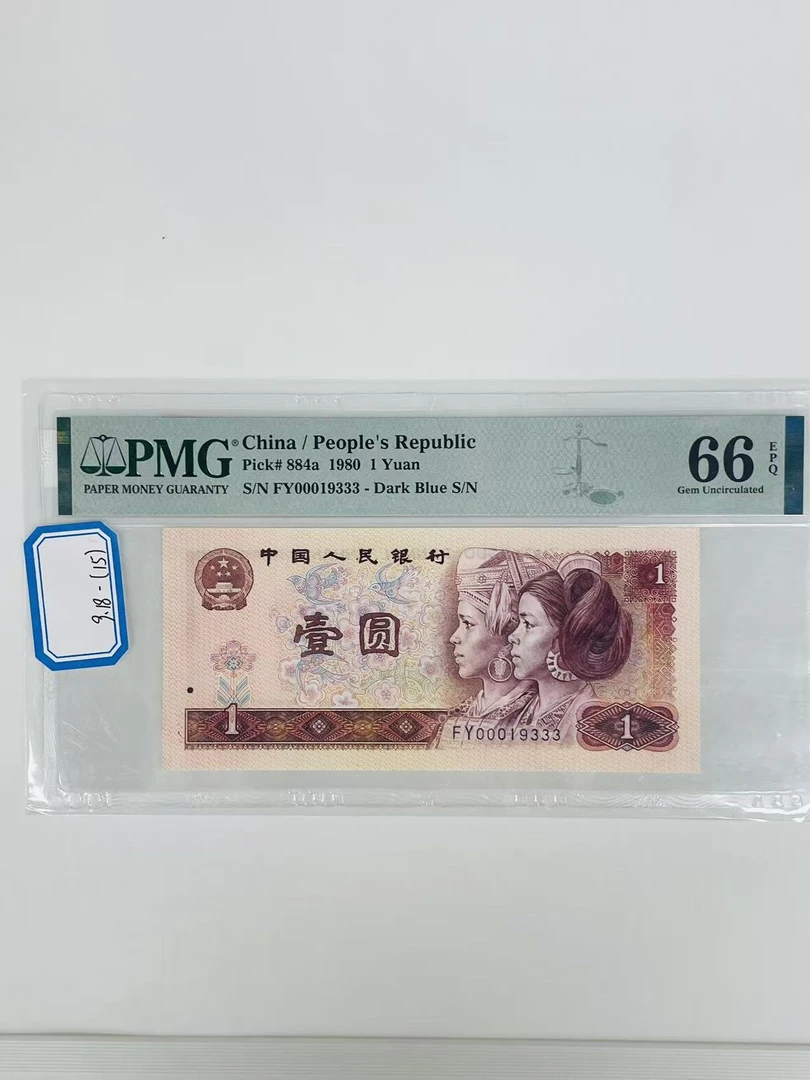 PMG®
PAPER MONEY GUARANTY
China / People's Republic
Pick# 884a 1980 1 Yuan
S/N FY00019333 - Dark Blue S/N
66 EPQ
Gem Uncirculated
9.18-(15)
中国人民银行
1
壹圆
1
FY00019333
1